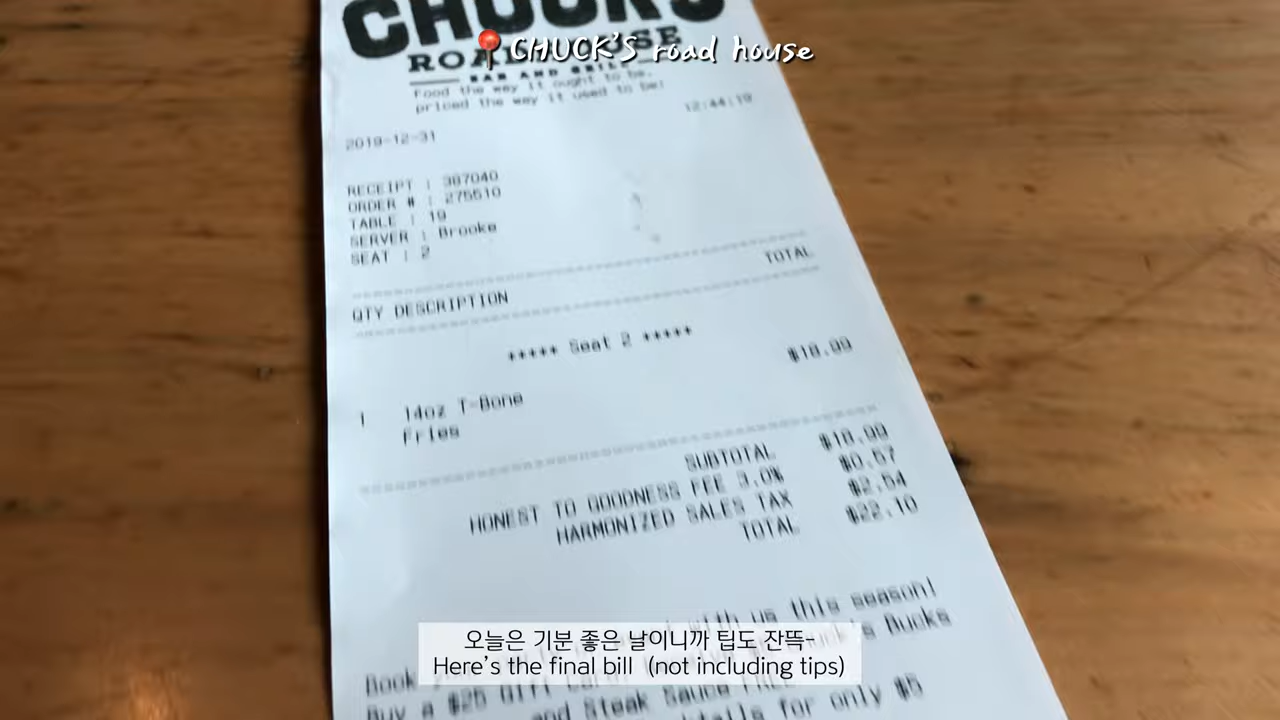 CHUCK'S
ROADHOUSE
CHUCK'S road house
BAR AND GRILL
Food the way it ought to be,
priced the way it used to be!
12:44:19
2019-12-31
RECEIPT : 387040
ORDER # : 275510
TABLE : 19
SERVER : Brooke
SEAT : 2
TOTAL
QTY DESCRIPTION
+++++ Seat 2 +++++
$18.99
1 14oz T-Bone
Fries
SUBTOTAL $18.99
HONEST TO GOODNESS FEE 3.0% $0.57
HARMONIZED SALES TAX $2.54
TOTAL $22.10
Book with us this season!
Buy a $25 Gift Bucks
and Steak Sauce
for only $5
오늘은 기분 좋은 날이니까 팁도 잔뜩-
Here's the final bill (not including tips)